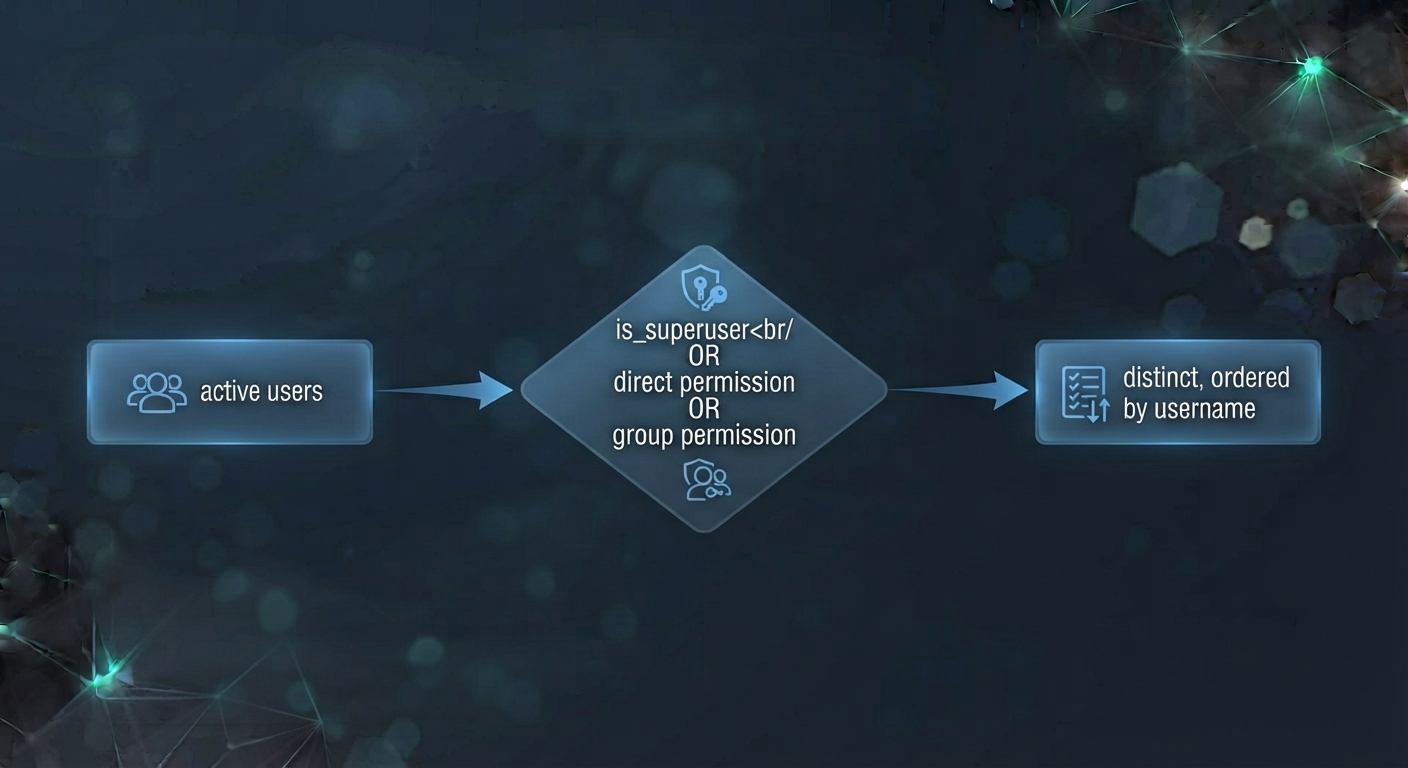 active users
is_superuser<br/
OR
direct permission
OR
group permission
distinct, ordered
by username